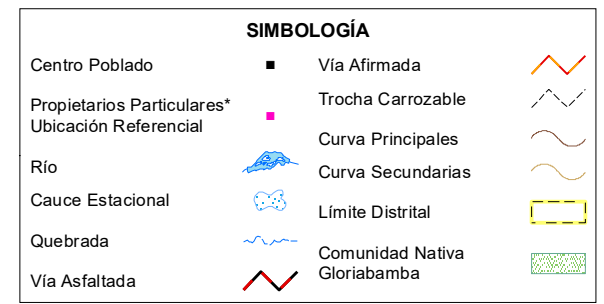 SIMBOLOGÍA
Centro Poblado
Propietarios Particulares*
Ubicación Referencial
Río
Cauce Estacional
Quebrada
Vía Asfaltada
Vía Afirmada
Trocha Carrozable
Curva Principales
Curva Secundarias
Límite Distrital
Comunidad Nativa
Gloriabamba